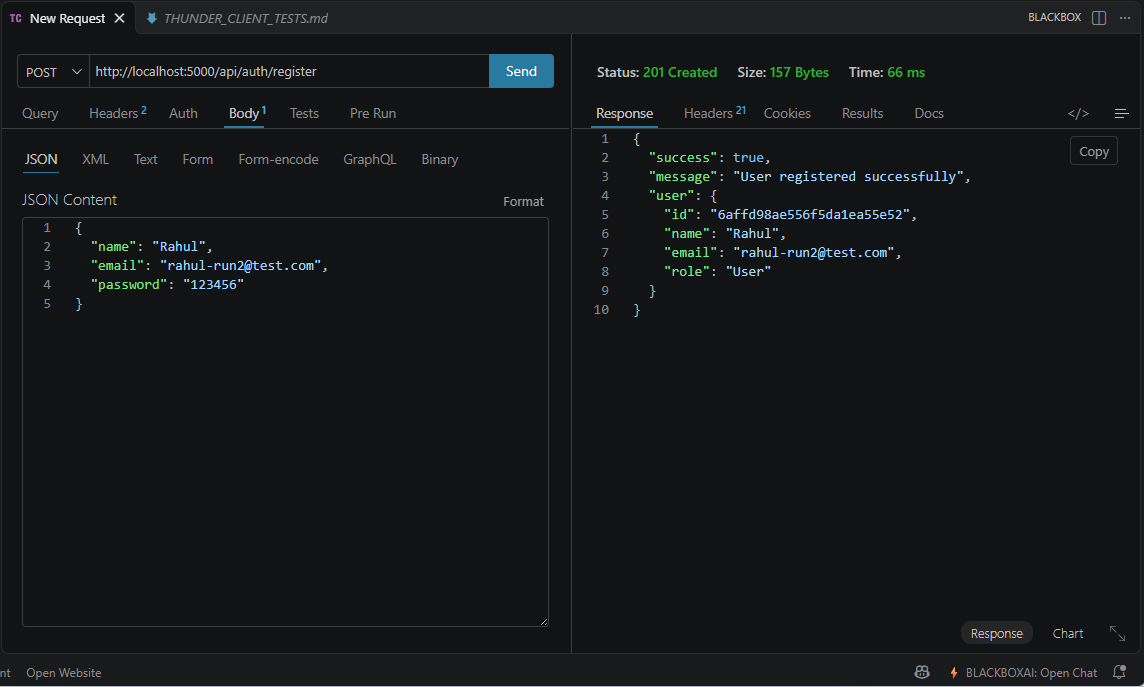 TC New Request THUNDER_CLIENT_TESTS.md BLACKBOX ···
POST http://localhost:5000/api/auth/register Send
Query Headers 2 Auth Body 1 Tests Pre Run
JSON XML Text Form Form-encode GraphQL Binary
JSON Content Format
1 {
2 "name": "Rahul",
3 "email": "rahul-run2@test.com",
4 "password": "123456"
5 }
Status: 201 Created Size: 157 Bytes Time: 66 ms
Response Headers 21 Cookies Results Docs </>
Copy
1 {
2 "success": true,
3 "message": "User registered successfully",
4 "user": {
5 "id": "6affd98ae556f5da1ea55e52",
6 "name": "Rahul",
7 "email": "rahul-run2@test.com",
8 "role": "User"
9 }
10 }
Response Chart
nt Open Website BLACKBOXAI: Open Chat